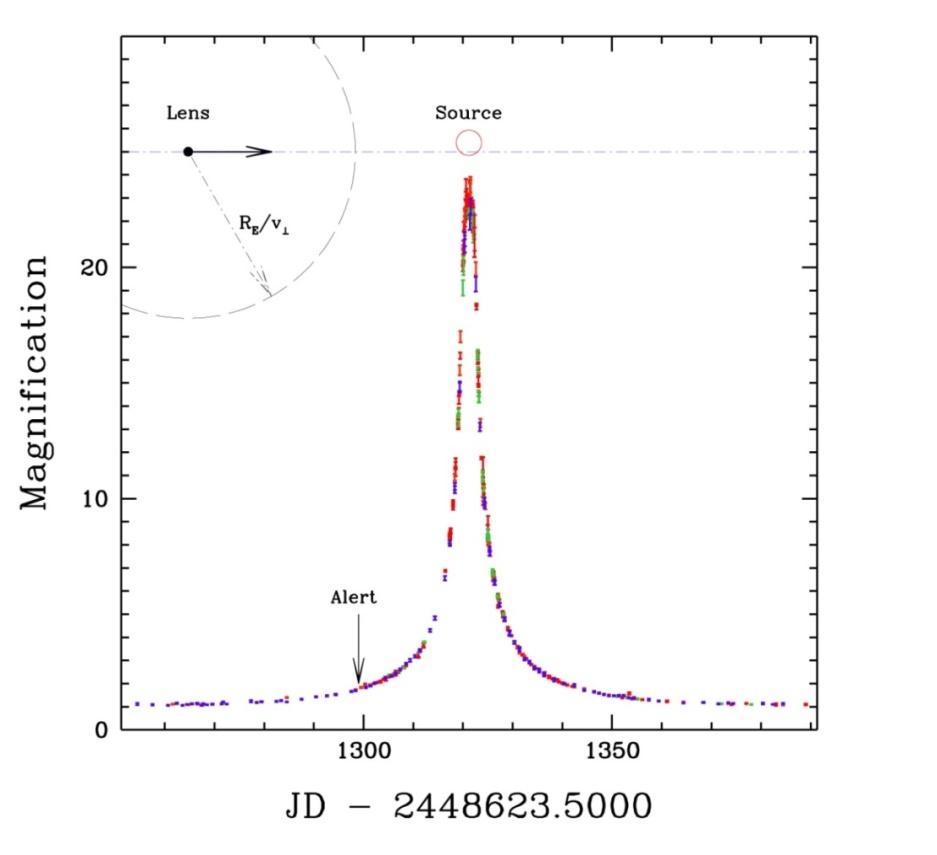 Lens
Source
R_E/v_⊥
20
Magnification
10
Alert
0
1300
1350
JD - 2448623.5000